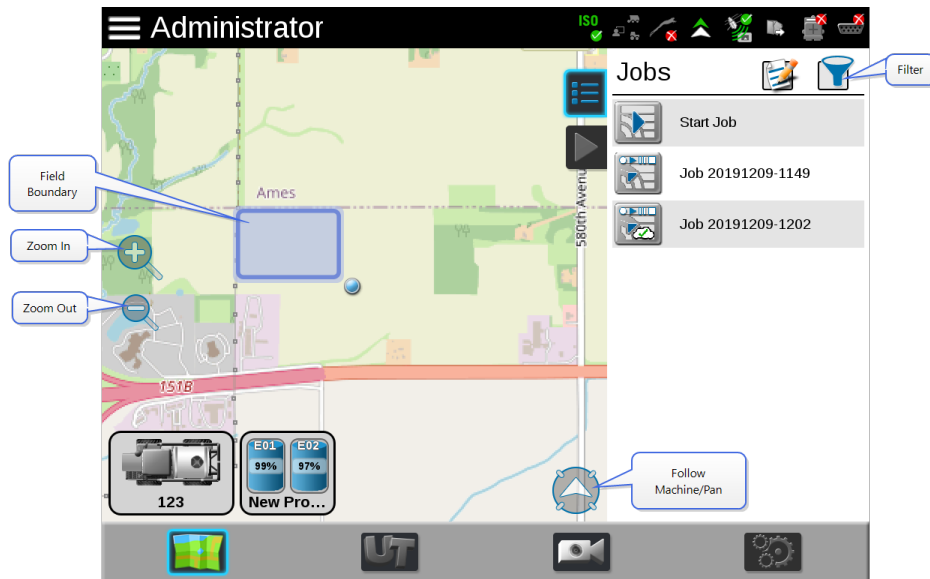 Administrator
ISO
Jobs
Filter
Start Job
Job 20191209-1149
Job 20191209-1202
Field
Boundary
Ames
580th Avenu
Zoom In
Zoom Out
151B
E01
E02
99%
97%
123
New Pro...
Follow
Machine/Pan
UT